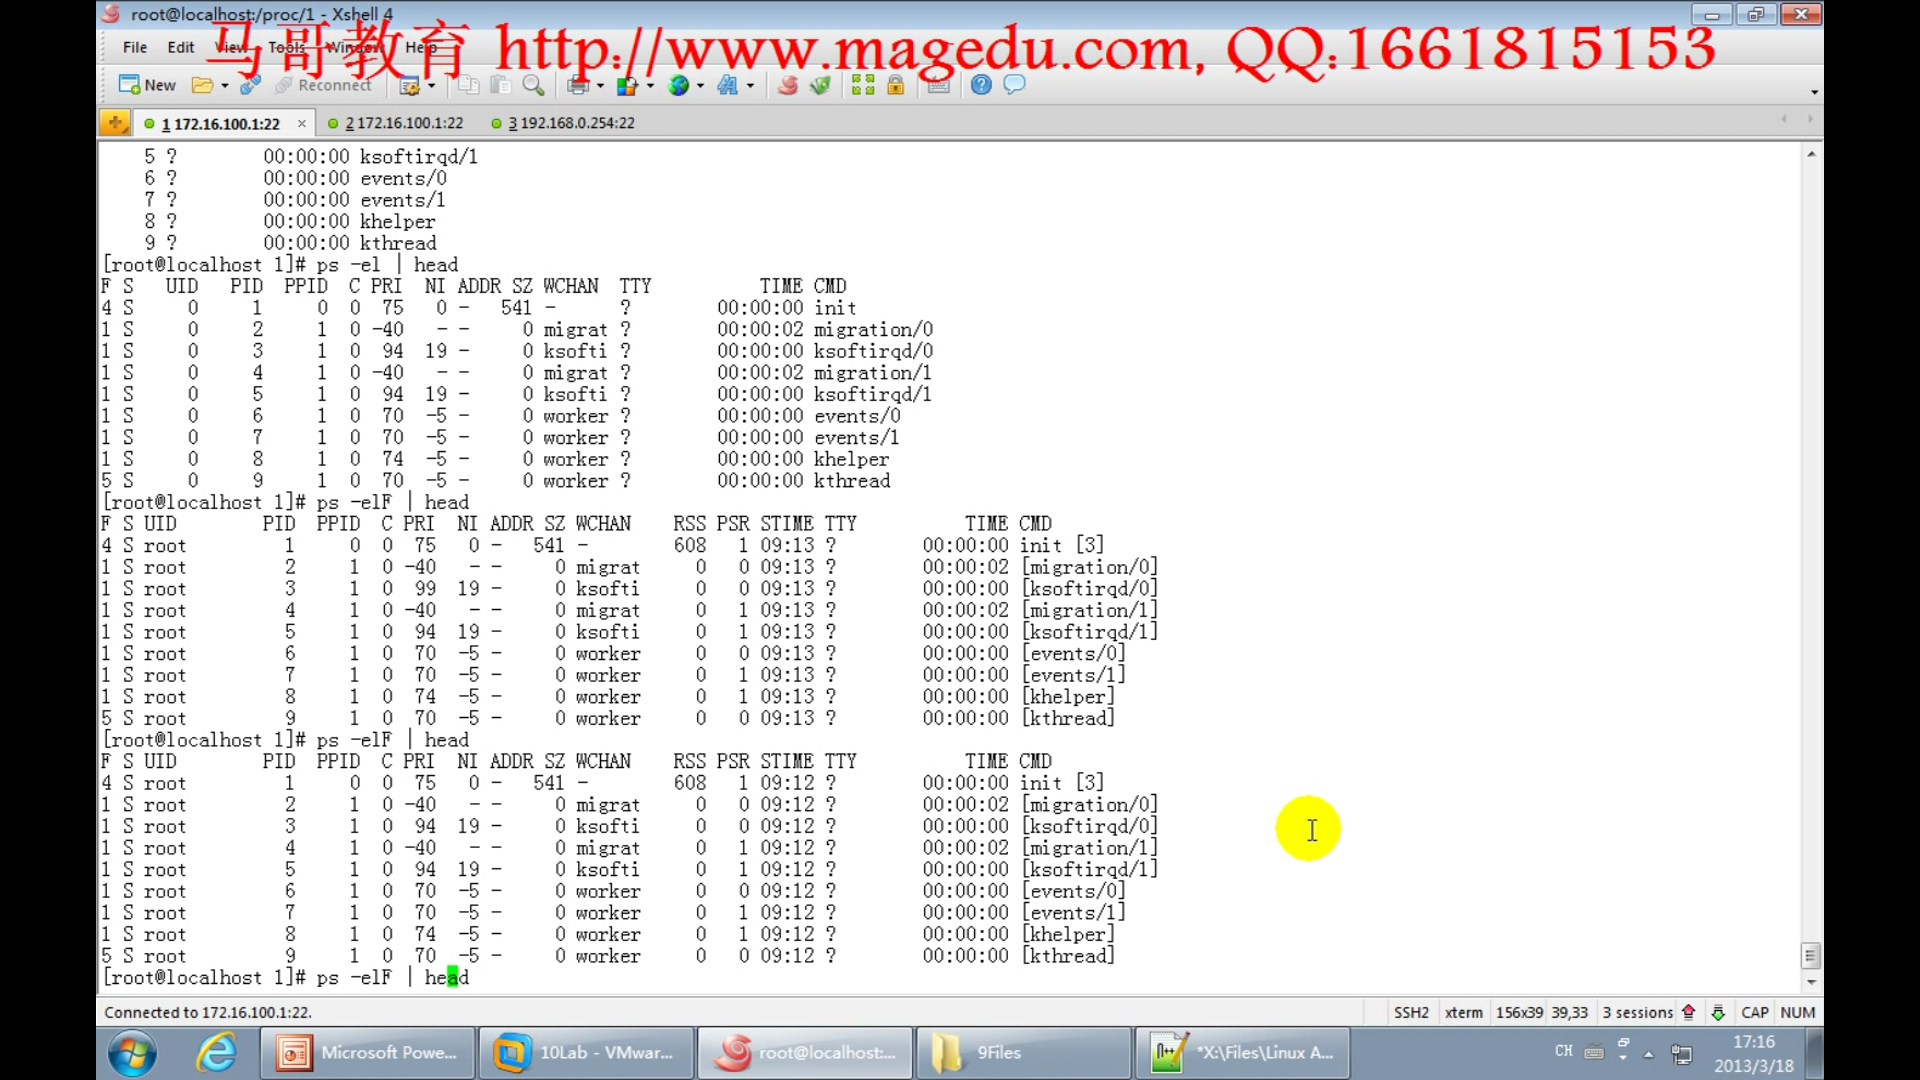 root@localhost:/proc/1 - Xshell 4
File Edit View Tools Window Help
马哥教育 http://www.magedu.com, QQ:1661815153
New Reconnect
1 172.16.100.1:22 × 2 172.16.100.1:22 3 192.168.0.254:22
5 ? 00:00:00 ksoftirqd/1
6 ? 00:00:00 events/0
7 ? 00:00:00 events/1
8 ? 00:00:00 khelper
9 ? 00:00:00 kthread
[root@localhost 1]# ps -el | head
F S UID PID PPID C PRI NI ADDR SZ WCHAN TTY TIME CMD
4 S 0 1 0 0 75 0 - 541 - ? 00:00:00 init
1 S 0 2 1 0 -40 - - 0 migrat ? 00:00:02 migration/0
1 S 0 3 1 0 94 19 - 0 ksofti ? 00:00:00 ksoftirqd/0
1 S 0 4 1 0 -40 - - 0 migrat ? 00:00:02 migration/1
1 S 0 5 1 0 94 19 - 0 ksofti ? 00:00:00 ksoftirqd/1
1 S 0 6 1 0 70 -5 - 0 worker ? 00:00:00 events/0
1 S 0 7 1 0 70 -5 - 0 worker ? 00:00:00 events/1
1 S 0 8 1 0 74 -5 - 0 worker ? 00:00:00 khelper
5 S 0 9 1 0 70 -5 - 0 worker ? 00:00:00 kthread
[root@localhost 1]# ps -elF | head
F S UID PID PPID C PRI NI ADDR SZ WCHAN RSS PSR STIME TTY TIME CMD
4 S root 1 0 0 75 0 - 541 - 608 1 09:13 ? 00:00:00 init [3]
1 S root 2 1 0 -40 - - 0 migrat 0 0 09:13 ? 00:00:02 [migration/0]
1 S root 3 1 0 99 19 - 0 ksofti 0 0 09:13 ? 00:00:00 [ksoftirqd/0]
1 S root 4 1 0 -40 - - 0 migrat 0 1 09:13 ? 00:00:02 [migration/1]
1 S root 5 1 0 94 19 - 0 ksofti 0 1 09:13 ? 00:00:00 [ksoftirqd/1]
1 S root 6 1 0 70 -5 - 0 worker 0 0 09:13 ? 00:00:00 [events/0]
1 S root 7 1 0 70 -5 - 0 worker 0 1 09:13 ? 00:00:00 [events/1]
1 S root 8 1 0 74 -5 - 0 worker 0 1 09:13 ? 00:00:00 [khelper]
5 S root 9 1 0 70 -5 - 0 worker 0 0 09:13 ? 00:00:00 [kthread]
[root@localhost 1]# ps -elF | head
F S UID PID PPID C PRI NI ADDR SZ WCHAN RSS PSR STIME TTY TIME CMD
4 S root 1 0 0 75 0 - 541 - 608 1 09:12 ? 00:00:00 init [3]
1 S root 2 1 0 -40 - - 0 migrat 0 0 09:12 ? 00:00:02 [migration/0]
1 S root 3 1 0 94 19 - 0 ksofti 0 0 09:12 ? 00:00:00 [ksoftirqd/0]
1 S root 4 1 0 -40 - - 0 migrat 0 1 09:12 ? 00:00:02 [migration/1]
1 S root 5 1 0 94 19 - 0 ksofti 0 1 09:12 ? 00:00:00 [ksoftirqd/1]
1 S root 6 1 0 70 -5 - 0 worker 0 0 09:12 ? 00:00:00 [events/0]
1 S root 7 1 0 70 -5 - 0 worker 0 1 09:12 ? 00:00:00 [events/1]
1 S root 8 1 0 74 -5 - 0 worker 0 1 09:12 ? 00:00:00 [khelper]
5 S root 9 1 0 70 -5 - 0 worker 0 0 09:12 ? 00:00:00 [kthread]
[root@localhost 1]# ps -elF | head
Connected to 172.16.100.1:22. SSH2 xterm 156x39 39,33 3 sessions CAP NUM
Microsoft Powe... 10Lab - VMwar... root@localhost:... 9Files *X:\Files\Linux A... CH 17:16
2013/3/18